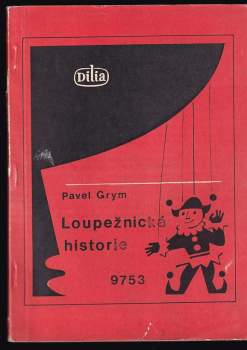 Dilia
Pavel Grym
Loupežnická
historie
9753